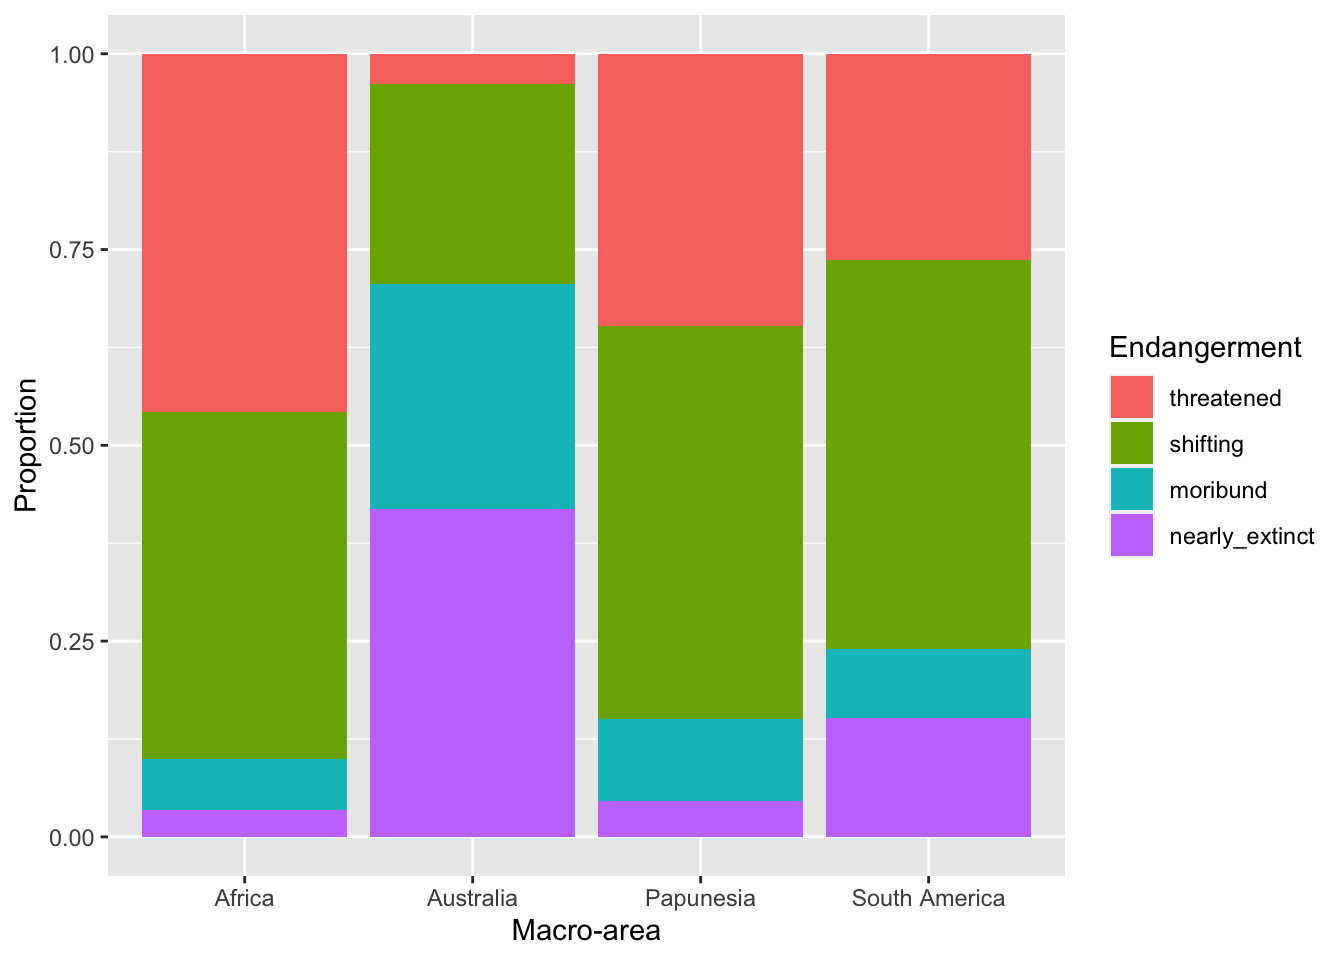 1.00
0.75
0.50
0.25
0.00
Proportion
Africa
Australia
Papunesia
South America
Macro-area
Endangerment
threatened
shifting
moribund
nearly_extinct